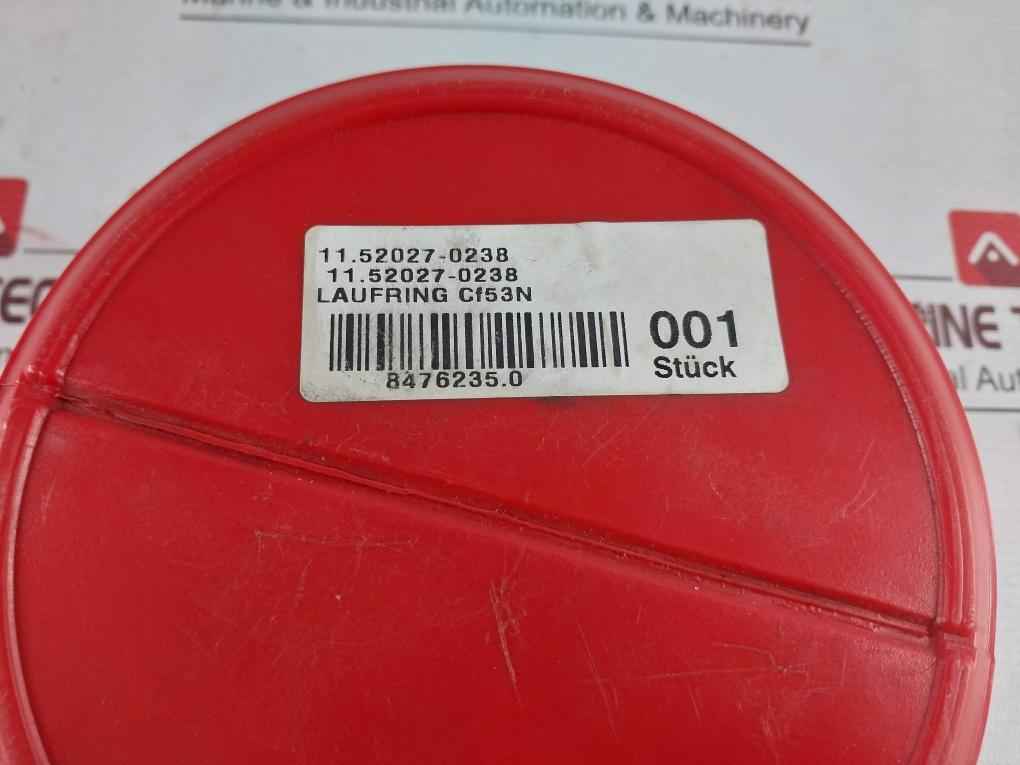 Marine & Industrial Automation & Machinery
11.52027-0238
11.52027-0238
LAUFRING Cf53N
8476235.0
001
Stück